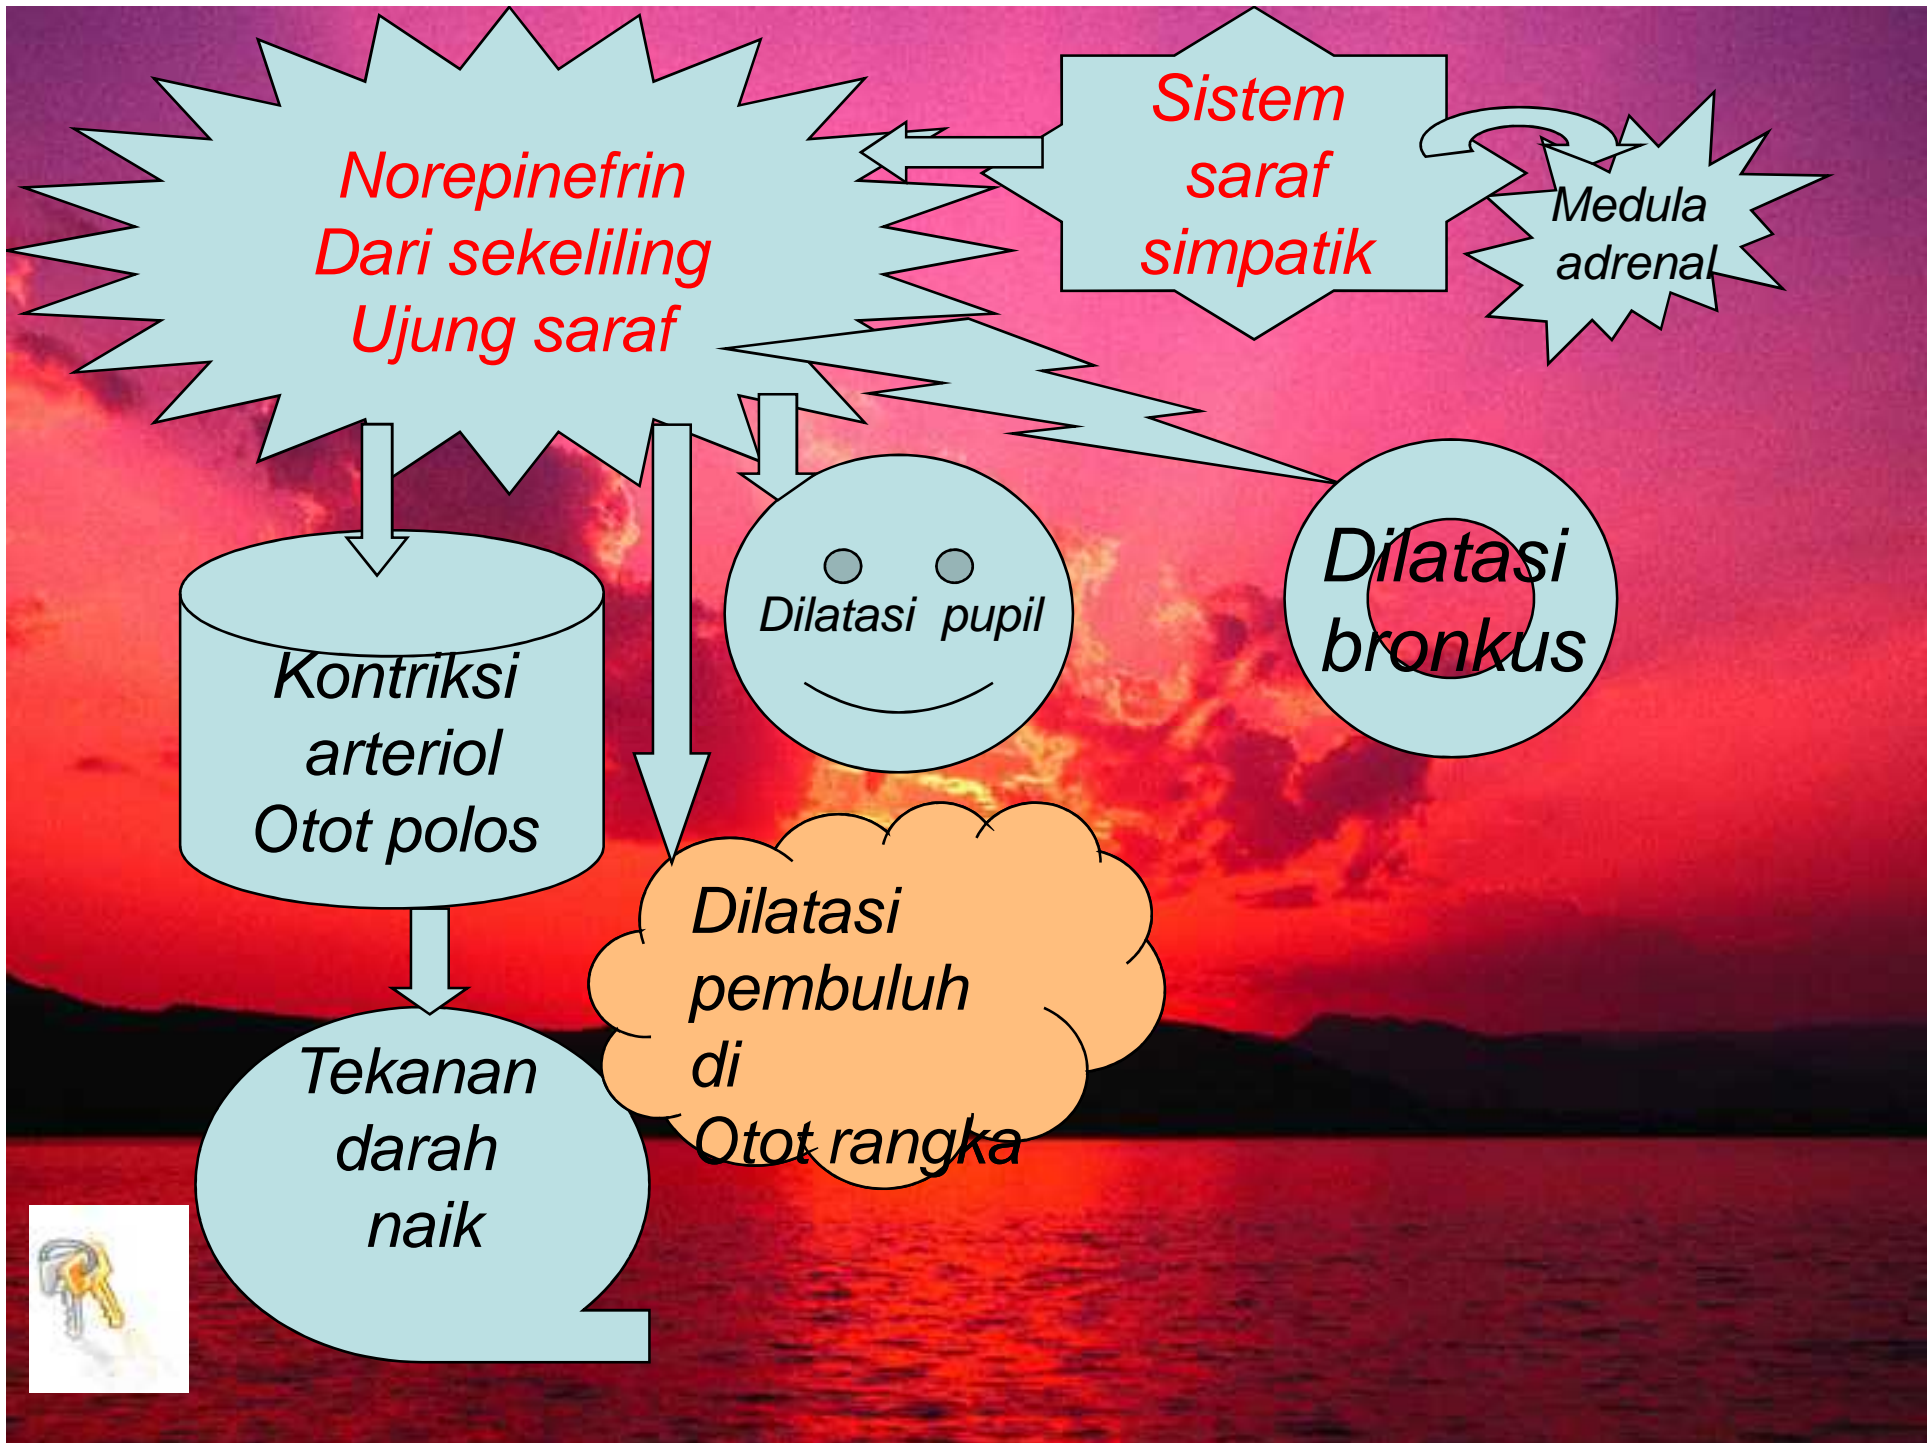 Norepinefrin
Dari sekeliling
Ujung saraf
Sistem
saraf
simpatik
Medula
adrenal
Kontriksi
arteriol
Otot polos
Dilatasi pupil
Dilatasi
bronkus
Dilatasi
pembuluh
di
Otot rangka
Tekanan
darah
naik